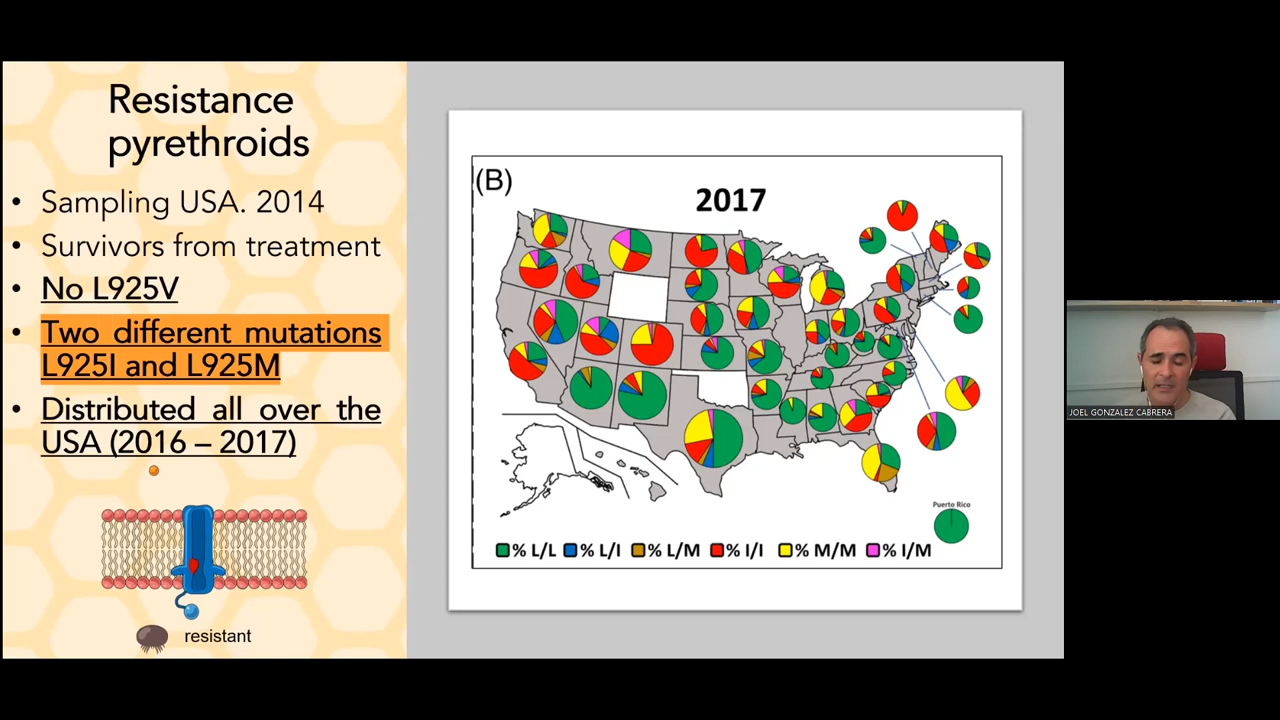 Resistance
pyrethroids
• Sampling USA. 2014
• Survivors from treatment
• No L925V
• Two different mutations
L925I and L925M
• Distributed all over the
USA (2016 – 2017)
resistant
(B)
2017
Puerto Rico
% L/L % L/I % L/M % I/I % M/M % I/M
JOEL GONZALEZ CABRERA